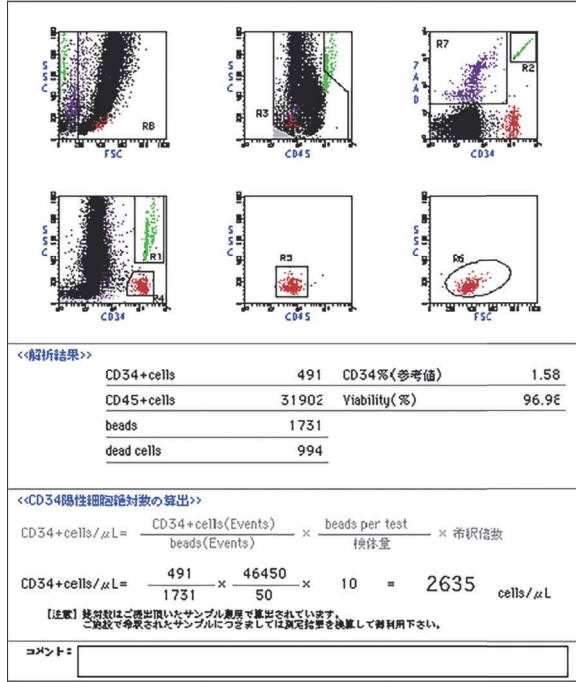 SSC
FSC
R8
SSC
CD45
R3
7AAD
CD34
R7
R2
SSC
CD34
R1
R4
SSC
CD45
R5
SSC
FSC
R6
<<解析結果>>
CD34+cells 491 CD34%(参考値) 1.58
CD45+cells 31902 Viability(%) 96.98
beads 1731
dead cells 994
<<CD34陽性細胞絶対数の算出>>
CD34+cells/μL= CD34+cells(Events) / beads(Events) × beads per test / 検体量 × 希釈倍数
CD34+cells/μL= 491 / 1731 × 46450 / 50 × 10 = 2635 cells/μL
【注意】絶対数はご提出頂いたサンプル濃度で算出されています。
ご施設で希釈されたサンプルにつきましては測定結果を換算して御利用下さい。
コメント: